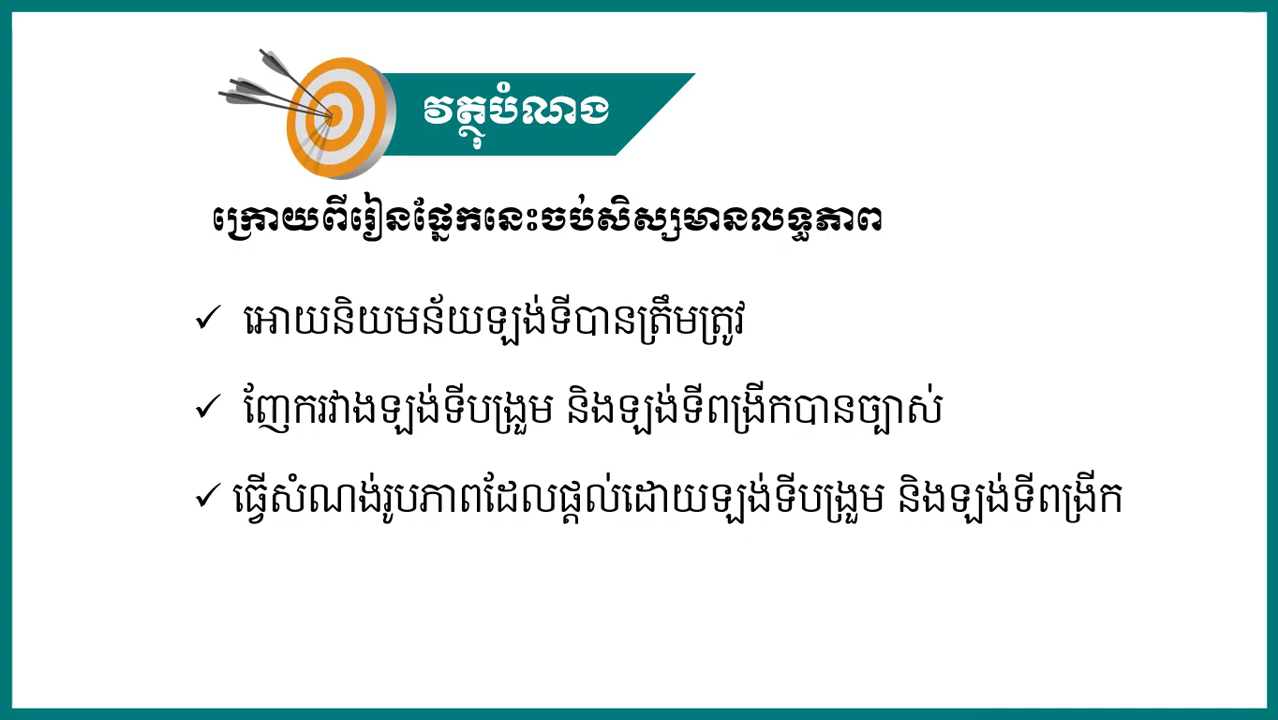 វត្ថុបំណង
ក្រោយពីរៀនផ្នែកនេះចប់សិស្សមានលទ្ធភាព
✓ អោយនិយមន័យឡង់ទីបានត្រឹមត្រូវ
✓ ញែករវាងឡង់ទីបង្រួម និងឡង់ទីពង្រីកបានច្បាស់
✓ ធ្វើសំណង់រូបភាពដែលផ្តល់ដោយឡង់ទីបង្រួម និងឡង់ទីពង្រីក